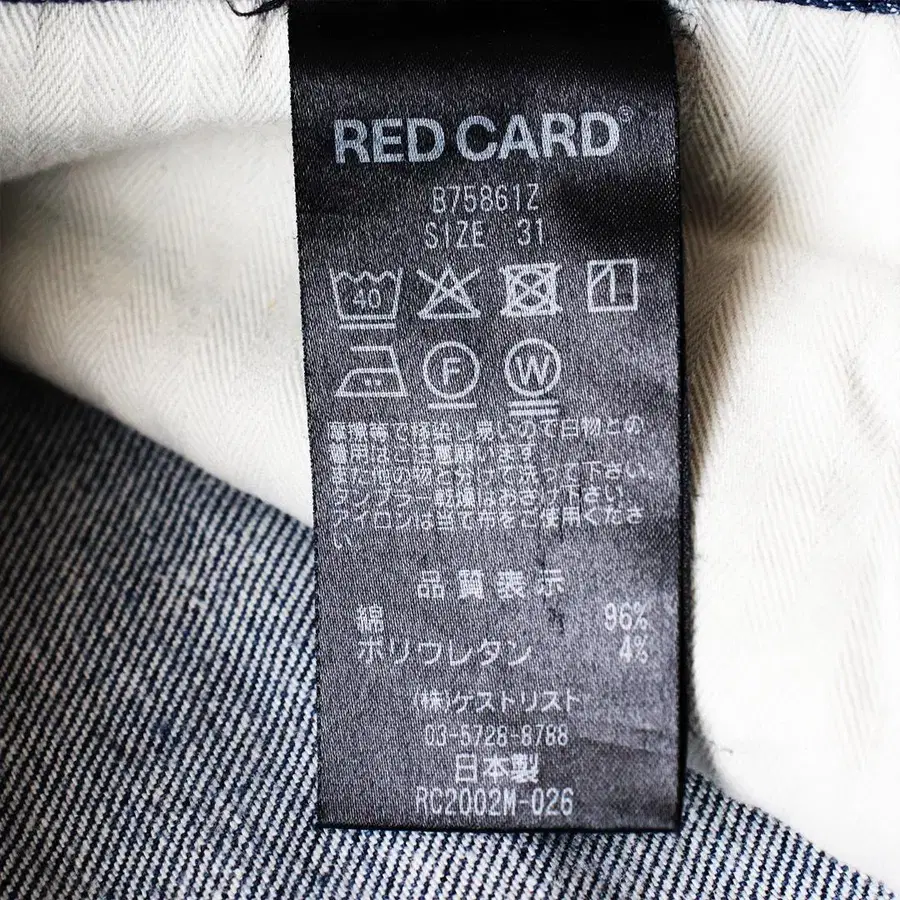 RED CARD®
B75861Z
SIZE 31
40
F
W
摩擦等で移染し易いので白物との
着用はご注意願います
また他の物とわけて洗って下さい
タンブラー乾燥はおさけ下さい
アイロンは当て布をご使用くださ
い
品質表示
綿 96%
ポリウレタン 4%
(株)ゲストリスト
03-5728-8788
日本製
RC2002M-026